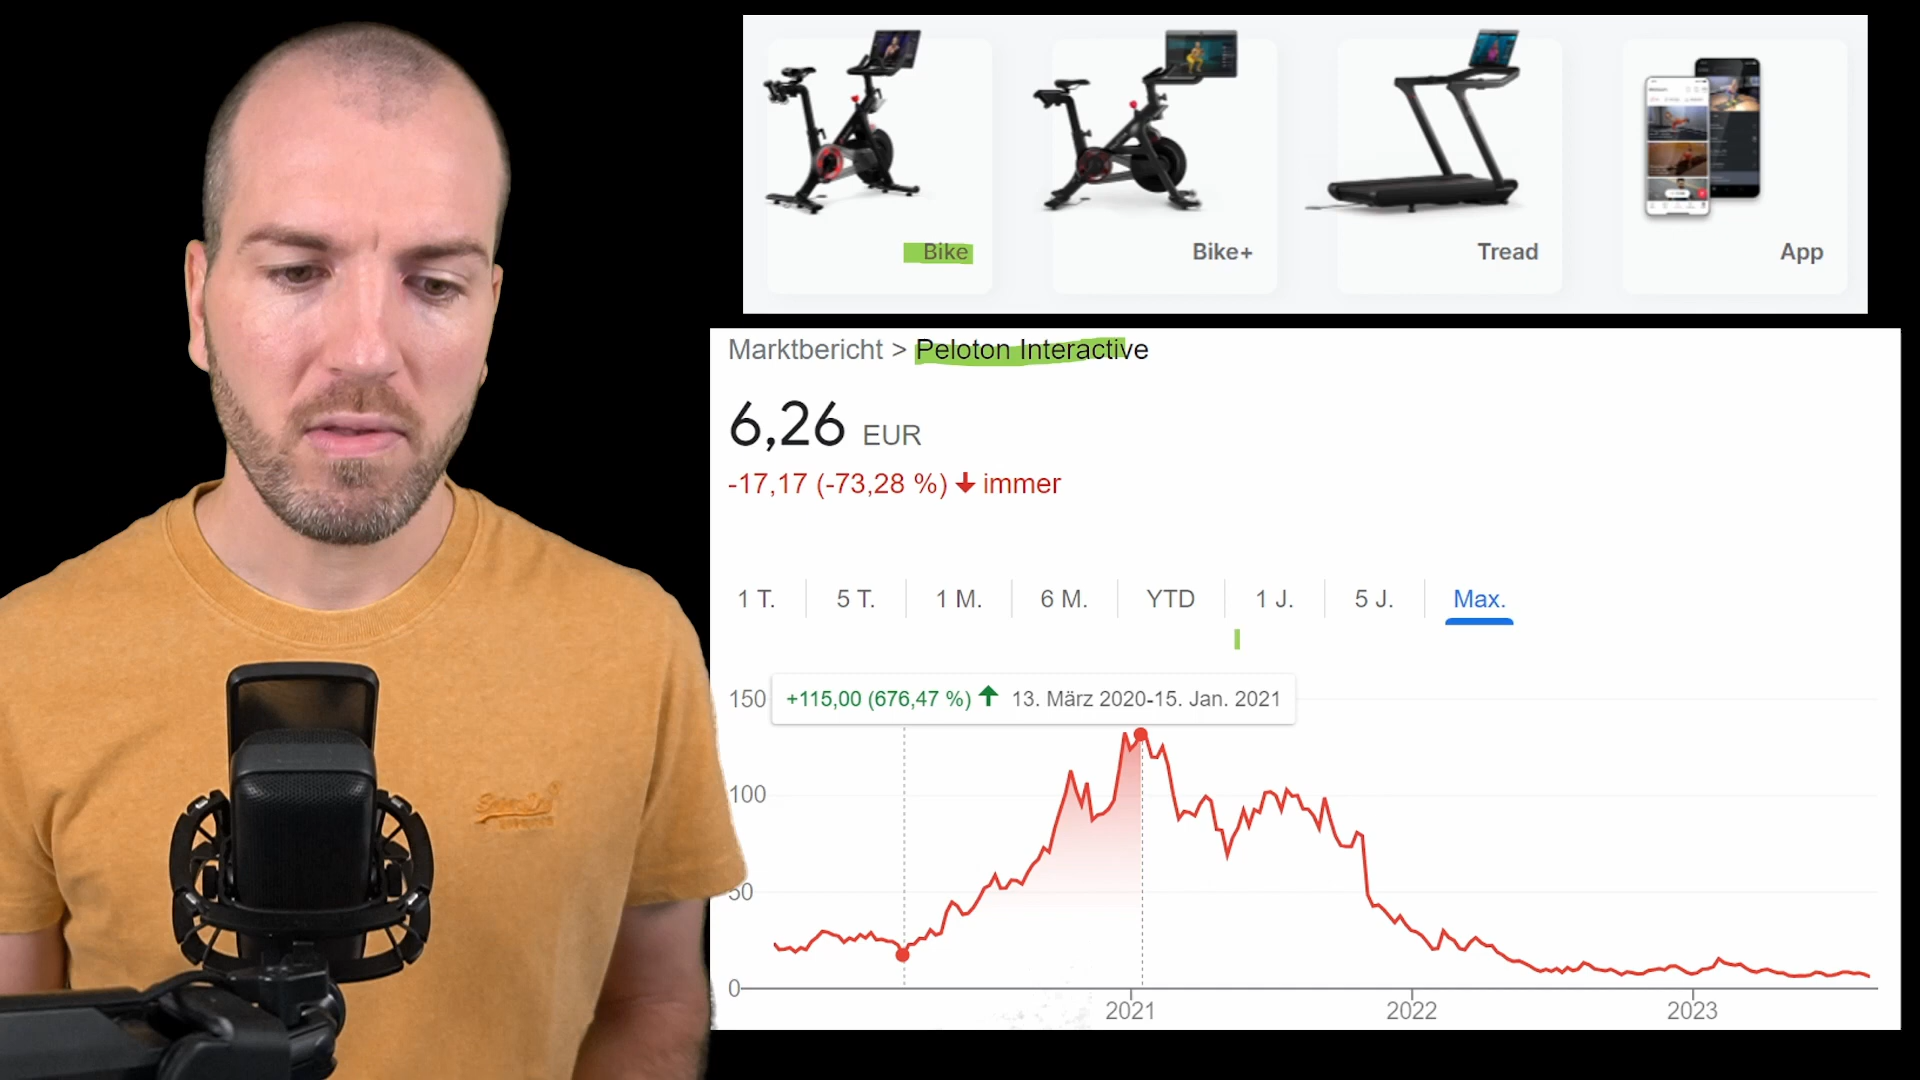 Bike
Bike+
Tread
App
Marktbericht > Peloton Interactive
6,26 EUR
-17,17 (-73,28 %) ↓ immer
1 T.
5 T.
1 M.
6 M.
YTD
1 J.
5 J.
Max.
+115,00 (676,47 %) ↑ 13. März 2020-15. Jan. 2021
150
100
50
0
2021
2022
2023